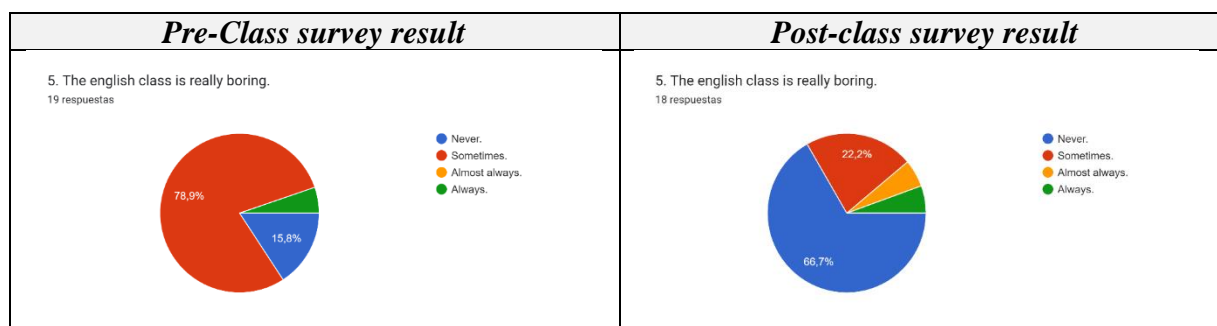 Pre-Class survey result
Post-class survey result
5. The english class is really boring.
19 respuestas
Never.
Sometimes.
Almost always.
Always.
78,9%
15,8%
5. The english class is really boring.
18 respuestas
Never.
Sometimes.
Almost always.
Always.
22,2%
66,7%